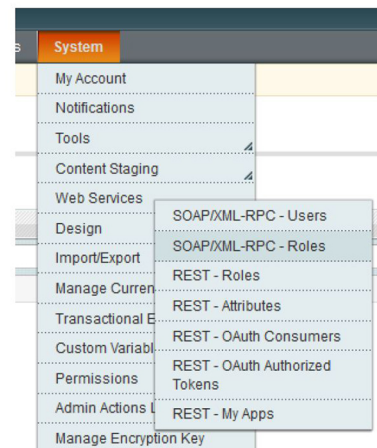 s
System
My Account
Notifications
Tools
Content Staging
Web Services
SOAP/XML-RPC - Users
Design
SOAP/XML-RPC - Roles
Import/Export
REST - Roles
Manage Curren
REST - Attributes
Transactional E
REST - OAuth Consumers
Custom Variabl
REST - OAuth Authorized
Tokens
Permissions
Admin Actions L
REST - My Apps
Manage Encryption Key